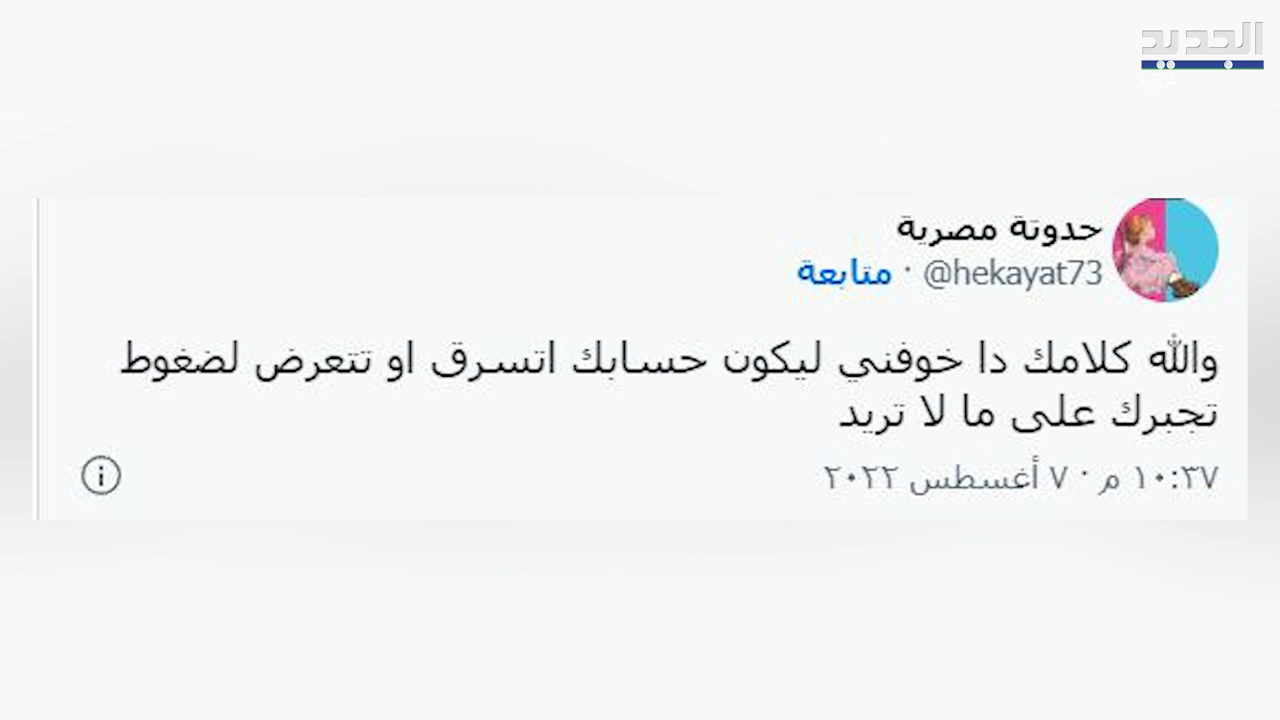 الجديد
حدوتة مصرية
@hekayat73 · متابعة
والله كلامك دا خوفني ليكون حسابك اتسرق او تتعرض لضغوط
تجبرك على ما لا تريد
١٠:٣٧ م · ٧ أغسطس ٢٠٢٢